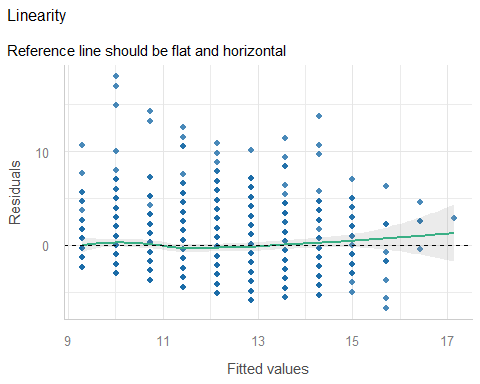 Linearity
Reference line should be flat and horizontal
Residuals
10
0
9
11
13
15
17
Fitted values